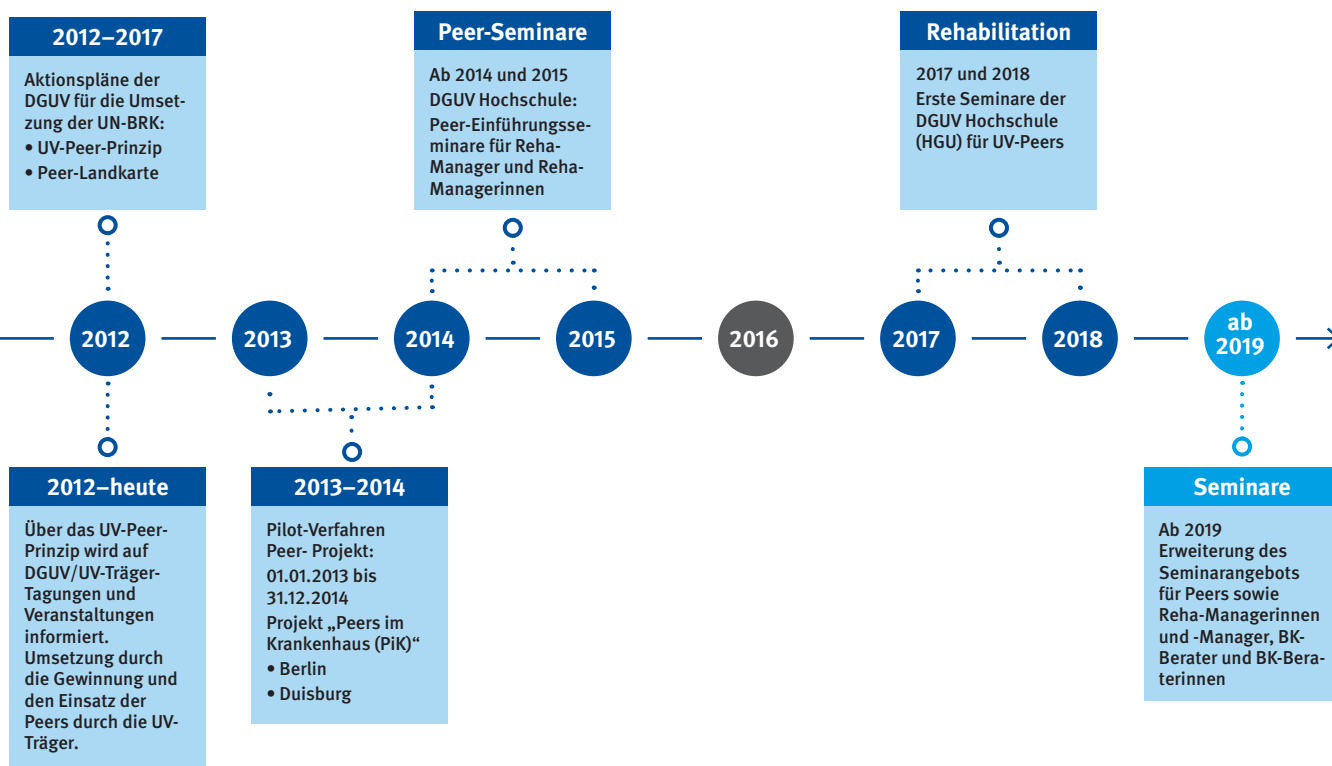 2012–2017
Aktionspläne der
DGUV für die Umset-
zung der UN-BRK:
• UV-Peer-Prinzip
• Peer-Landkarte
Peer-Seminare
Ab 2014 und 2015
DGUV Hochschule:
Peer-Einführungsse-
minare für Reha-
Manager und Reha-
Managerinnen
Rehabilitation
2017 und 2018
Erste Seminare der
DGUV Hochschule
(HGU) für UV-Peers
2012
2013
2014
2015
2016
2017
2018
ab
2019
2012–heute
Über das UV-Peer-
Prinzip wird auf
DGUV/UV-Träger-
Tagungen und
Veranstaltungen
informiert.
Umsetzung durch
die Gewinnung und
den Einsatz der
Peers durch die UV-
Träger.
2013–2014
Pilot-Verfahren
Peer- Projekt:
01.01.2013 bis
31.12.2014
Projekt „Peers im
Krankenhaus (PiK)“
• Berlin
• Duisburg
Seminare
Ab 2019
Erweiterung des
Seminarangebots
für Peers sowie
Reha-Managerinnen
und -Manager, BK-
Berater und BK-Bera-
terinnen